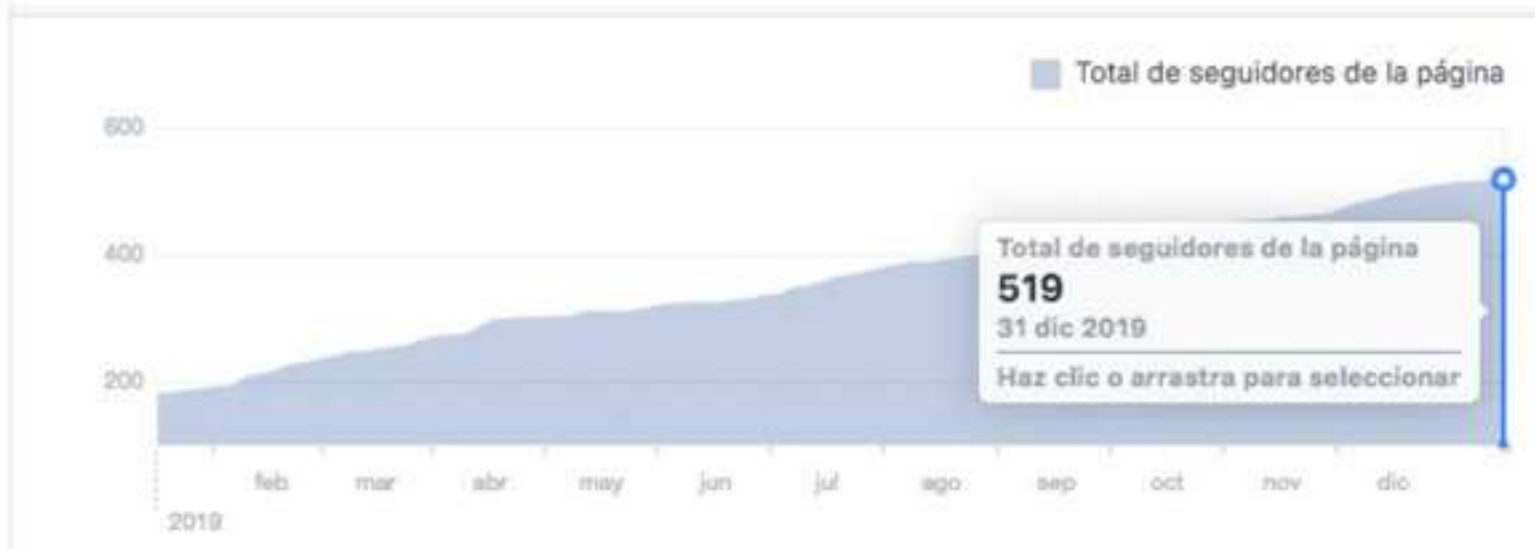 Total de seguidores de la página
600
400
200
Total de seguidores de la página
519
31 dic 2019
Haz clic o arrastra para seleccionar
feb mar abr may jun jul ago sep oct nov dic
2019